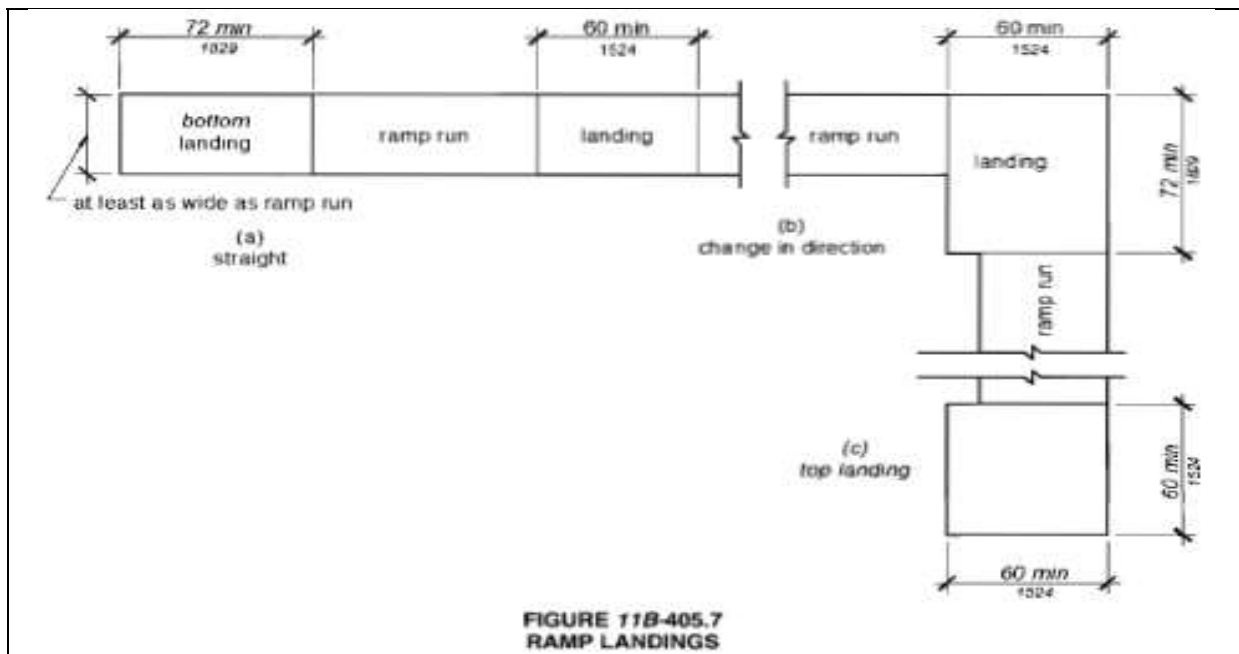 72 min
1829
60 min
1524
60 min
1524
bottom
landing
ramp run
landing
ramp run
landing
72 min
1829
at least as wide as ramp run
(a)
straight
(b)
change in direction
ramp run
(c)
top landing
60 min
1524
60 min
1524
FIGURE 11B-405.7
RAMP LANDINGS